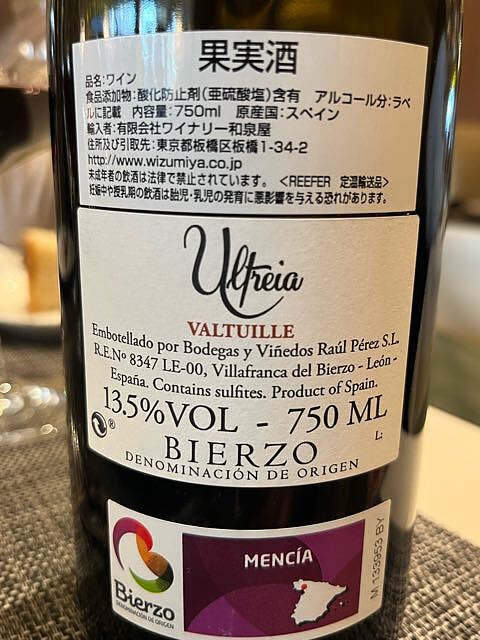 果実酒
品名:ワイン
食品添加物:酸化防止剤(亜硫酸塩)含有 アルコール分:ラベ
ルに記載 内容量:750ml 原産国:スペイン
輸入者:有限会社ワイナリー和泉屋
住所及び引取先:東京都板橋区板橋1-34-2
http://www.wizumiya.co.jp
未成年者の飲酒は法律で禁止されています。 <REEFER 定温輸送品>
妊娠中や授乳期の飲酒は胎児・乳児の発育に悪影響を与える恐れがあります。
Ultreia
VALTUILLE
Embotellado por Bodegas y Viñedos Raúl Pérez S.L.
R.E.Nº 8347 LE-00, Villafranca del Bierzo - León -
España. Contains sulfites. Product of Spain.
13.5%VOL - 750 ML
®
BIERZO
L:
DENOMINACIÓN DE ORIGEN
MENCÍA
Bierzo
DENOMINACIÓN DE ORIGEN
M 133953 BY